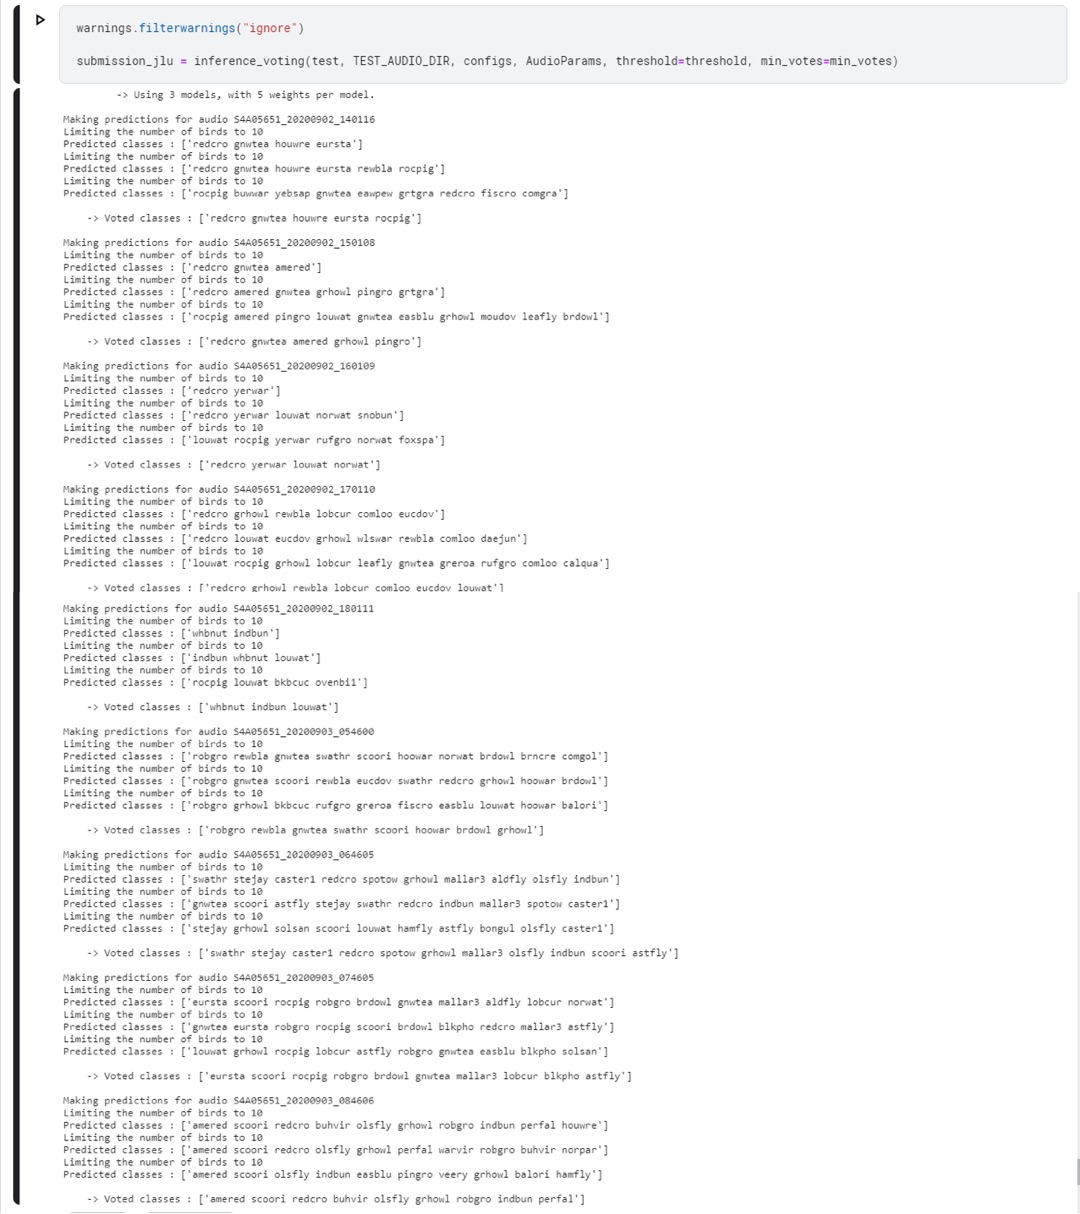 warnings.filterwarnings("ignore")
submission_jlu = inference_voting(test, TEST_AUDIO_DIR, configs, AudioParams, threshold=threshold, min_votes=min_votes)
-> Using 3 models, with 5 weights per model.
Making predictions for audio S4A05651_20200902_140116
Limiting the number of birds to 10
Predicted classes : ['redcro gnwtea houwre eursta']
Limiting the number of birds to 10
Predicted classes : ['redcro gnwtea houwre eursta rewbla rocpig']
Limiting the number of birds to 10
Predicted classes : ['rocpig buwwar yebsap gnwtea eawpew grtgra redcro fiscro comgra']
-> Voted classes : ['redcro gnwtea houwre eursta rocpig']
Making predictions for audio S4A05651_20200902_150108
Limiting the number of birds to 10
Predicted classes : ['redcro gnwtea amered']
Limiting the number of birds to 10
Predicted classes : ['redcro amered gnwtea grhowl pingro grtgra']
Limiting the number of birds to 10
Predicted classes : ['rocpig amered pingro louwat gnwtea easblu grhowl moudov leafly brdowl']
-> Voted classes : ['redcro gnwtea amered grhowl pingro']
Making predictions for audio S4A05651_20200902_160109
Limiting the number of birds to 10
Predicted classes : ['redcro yerwar']
Limiting the number of birds to 10
Predicted classes : ['redcro yerwar louwat norwat snobun']
Limiting the number of birds to 10
Predicted classes : ['louwat rocpig yerwar rufgro norwat foxspa']
-> Voted classes : ['redcro yerwar louwat norwat']
Making predictions for audio S4A05651_20200902_170110
Limiting the number of birds to 10
Predicted classes : ['redcro grhowl rewbla lobcur comloo eucdov']
Limiting the number of birds to 10
Predicted classes : ['redcro louwat eucdov grhowl wlswar rewbla comloo daejun']
Limiting the number of birds to 10
Predicted classes : ['louwat rocpig grhowl lobcur leafly gnwtea greroa rufgro comloo calqua']
-> Voted classes : ['redcro grhowl rewbla lobcur comloo eucdov louwat']
Making predictions for audio S4A05651_20200902_180111
Limiting the number of birds to 10
Predicted classes : ['whbnut indbun']
Limiting the number of birds to 10
Predicted classes : ['indbun whbnut louwat']
Limiting the number of birds to 10
Predicted classes : ['rocpig louwat bkbcuc ovenbi1']
-> Voted classes : ['whbnut indbun louwat']
Making predictions for audio S4A05651_20200903_054600
Limiting the number of birds to 10
Predicted classes : ['robgro rewbla gnwtea swathr scoori hoowar norwat brdowl brncre comgol']
Limiting the number of birds to 10
Predicted classes : ['robgro gnwtea scoori rewbla eucdov swathr redcro grhowl hoowar brdowl']
Limiting the number of birds to 10
Predicted classes : ['robgro grhowl bkbcuc rufgro greroa fiscro easblu louwat hoowar balori']
-> Voted classes : ['robgro rewbla gnwtea swathr scoori hoowar brdowl grhowl']
Making predictions for audio S4A05651_20200903_064605
Limiting the number of birds to 10
Predicted classes : ['swathr stejay caster1 redcro spotow grhowl mallar3 aldfly olsfly indbun']
Limiting the number of birds to 10
Predicted classes : ['gnwtea scoori astfly stejay swathr redcro indbun mallar3 spotow caster1']
Limiting the number of birds to 10
Predicted classes : ['stejay grhowl solsan scoori louwat hamfly astfly bongul olsfly caster1']
-> Voted classes : ['swathr stejay caster1 redcro spotow grhowl mallar3 olsfly indbun scoori astfly']
Making predictions for audio S4A05651_20200903_074605
Limiting the number of birds to 10
Predicted classes : ['eursta scoori rocpig robgro brdowl gnwtea mallar3 aldfly lobcur norwat']
Limiting the number of birds to 10
Predicted classes : ['gnwtea eursta robgro rocpig scoori brdowl blkpho redcro mallar3 astfly']
Limiting the number of birds to 10
Predicted classes : ['louwat grhowl rocpig lobcur astfly robgro gnwtea easblu blkpho solsan']
-> Voted classes : ['eursta scoori rocpig robgro brdowl gnwtea mallar3 lobcur blkpho astfly']
Making predictions for audio S4A05651_20200903_084606
Limiting the number of birds to 10
Predicted classes : ['amered scoori redcro buhvir olsfly grhowl robgro indbun perfal houwre']
Limiting the number of birds to 10
Predicted classes : ['amered scoori redcro olsfly grhowl perfal warvir robgro buhvir norpar']
Limiting the number of birds to 10
Predicted classes : ['amered scoori olsfly indbun easblu pingro veery grhowl balori hamfly']
-> Voted classes : ['amered scoori redcro buhvir olsfly grhowl robgro indbun perfal']